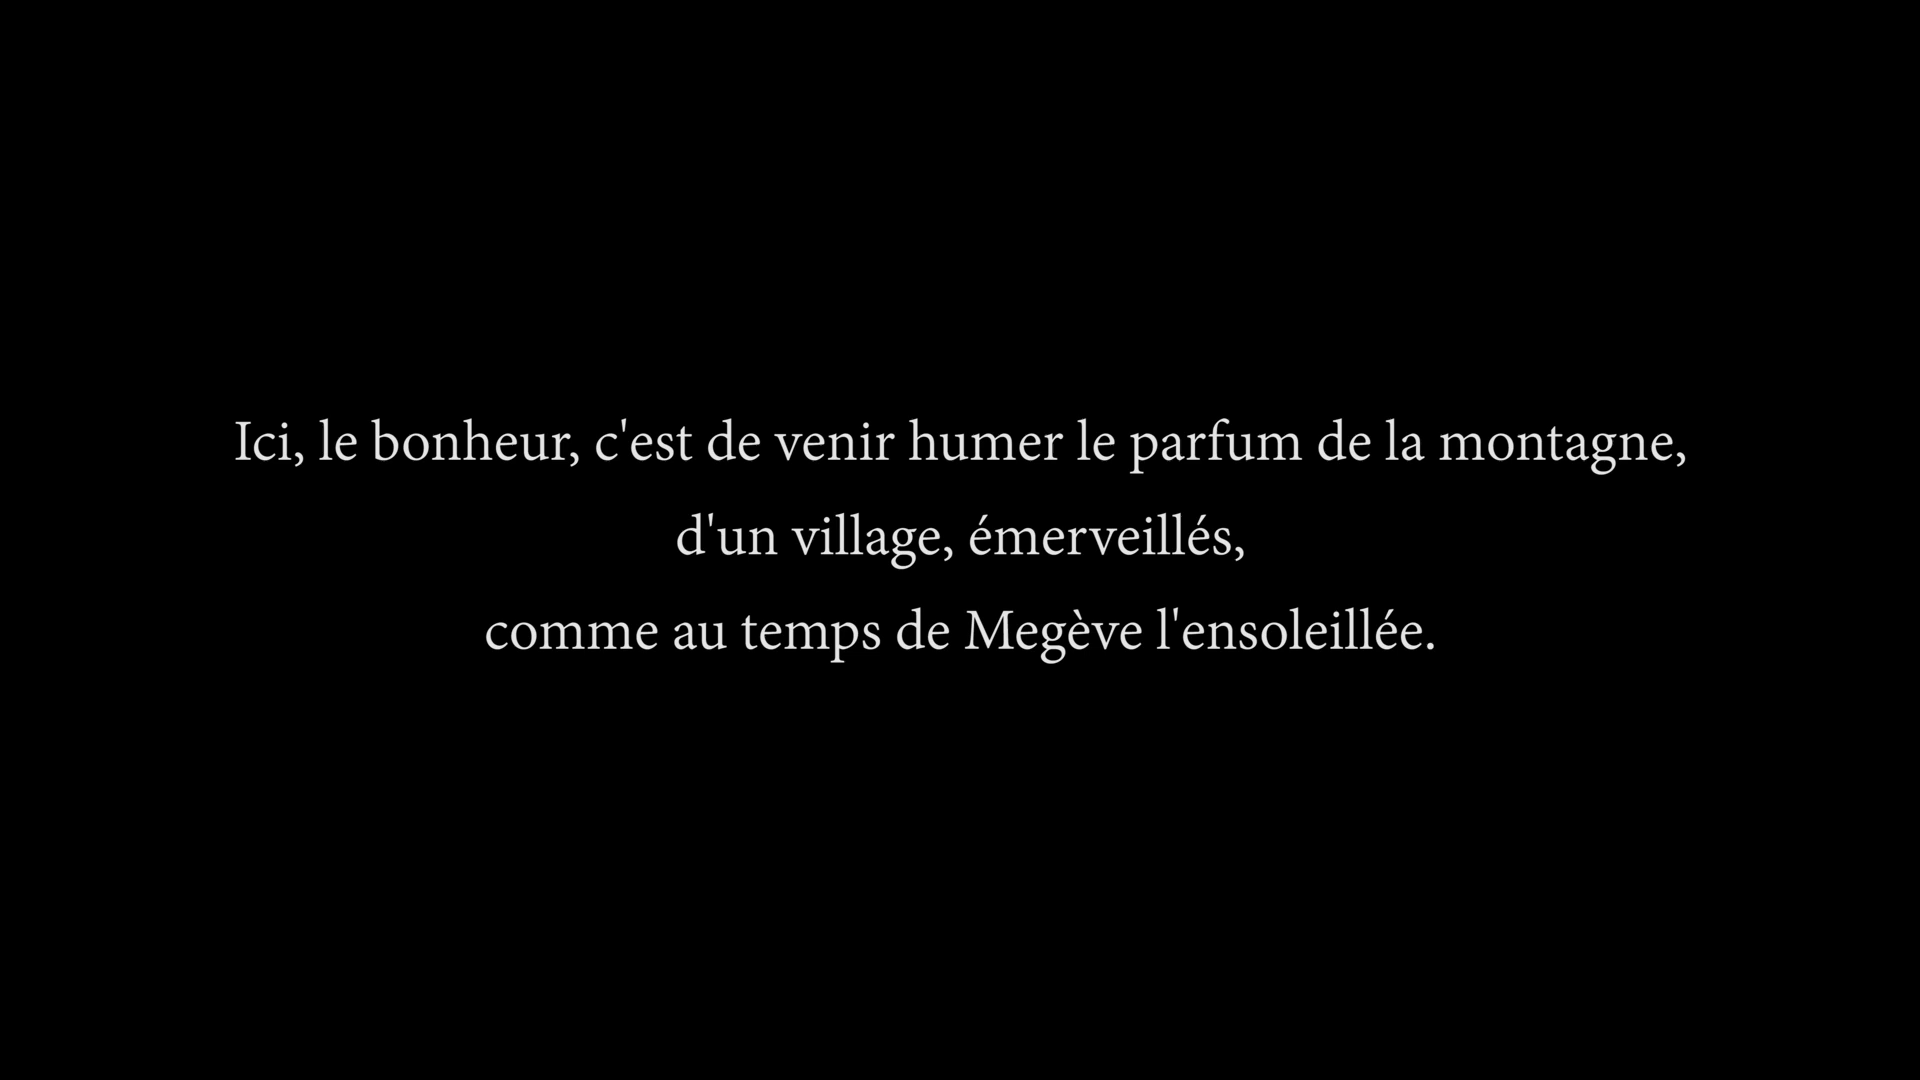 Ici, le bonheur, c'est de venir humer le parfum de la montagne,
d'un village, émerveillés,
comme au temps de Megève l'ensoleillée.